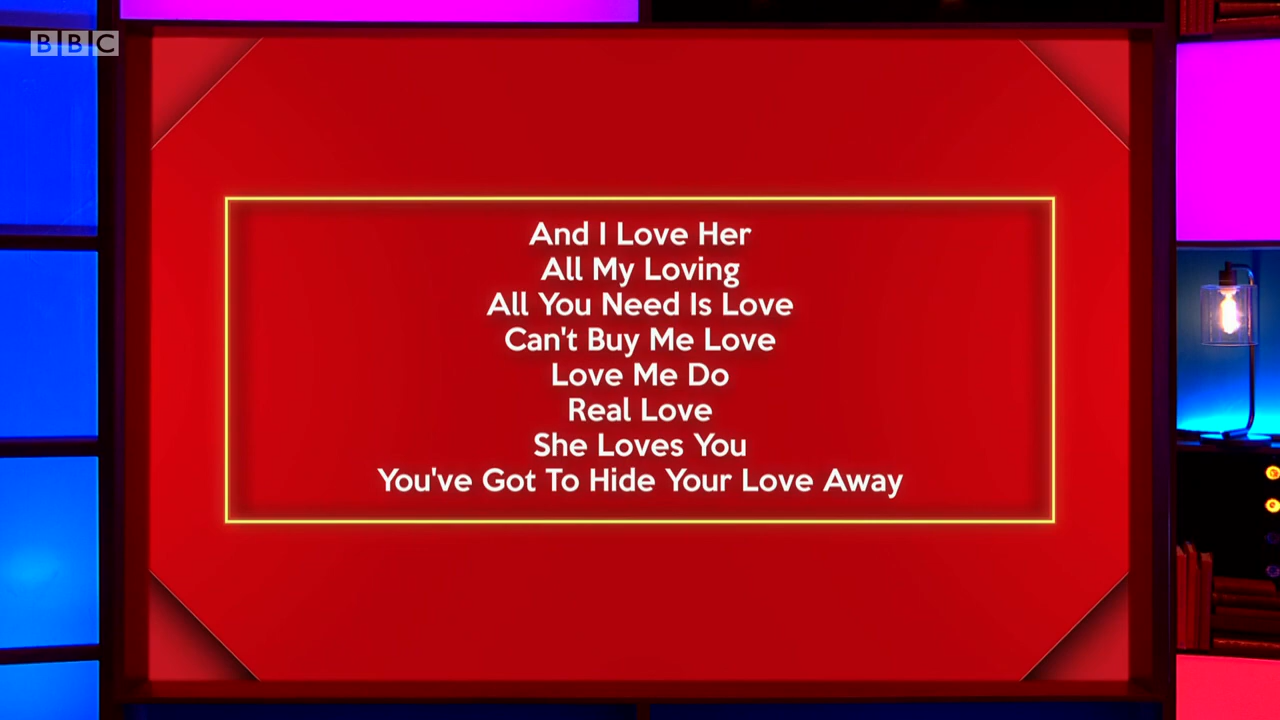 BBC
And I Love Her
All My Loving
All You Need Is Love
Can't Buy Me Love
Love Me Do
Real Love
She Loves You
You've Got To Hide Your Love Away